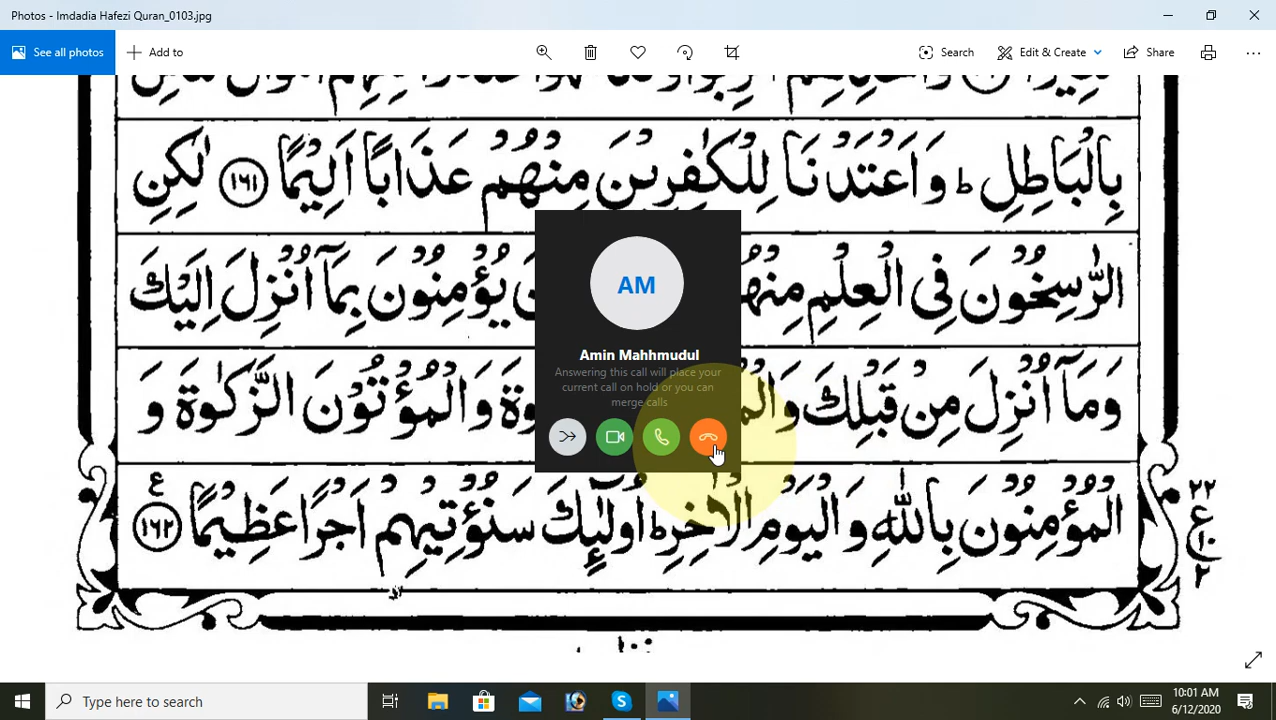 Photos - Imdadia Hafezi Quran_0103.jpg
See all photos
Add to
Search
Edit & Create
Share
بِالْبَاطِلِ ط وَاَعْتَدْنَا لِلْكٰفِرِيْنَ مِنْهُمْ عَذَابًا اَلِيْمًا ١٦١ لٰكِنِ
الرّٰسِخُوْنَ فِى الْعِلْمِ يُؤْمِنُوْنَ بِمَآ اُنْزِلَ اِلَيْكَ
وَمَآ اُنْزِلَ مِنْ قَبْلِكَ وَالْمُؤْتُوْنَ الزَّكٰوةَ وَ
الْمُؤْمِنُوْنَ بِاللّٰهِ وَالْيَوْمِ الْاٰخِرِ ط اُولٰٓئِكَ سَنُؤْتِيْهِمْ اَجْرًا عَظِيْمًا ١٦٢
ع
٢٢
ع
١٠
٢
AM
Amin Mahhmudul
Answering this call will place your
current call on hold or you can
merge calls
Type here to search
10:01 AM
6/12/2020